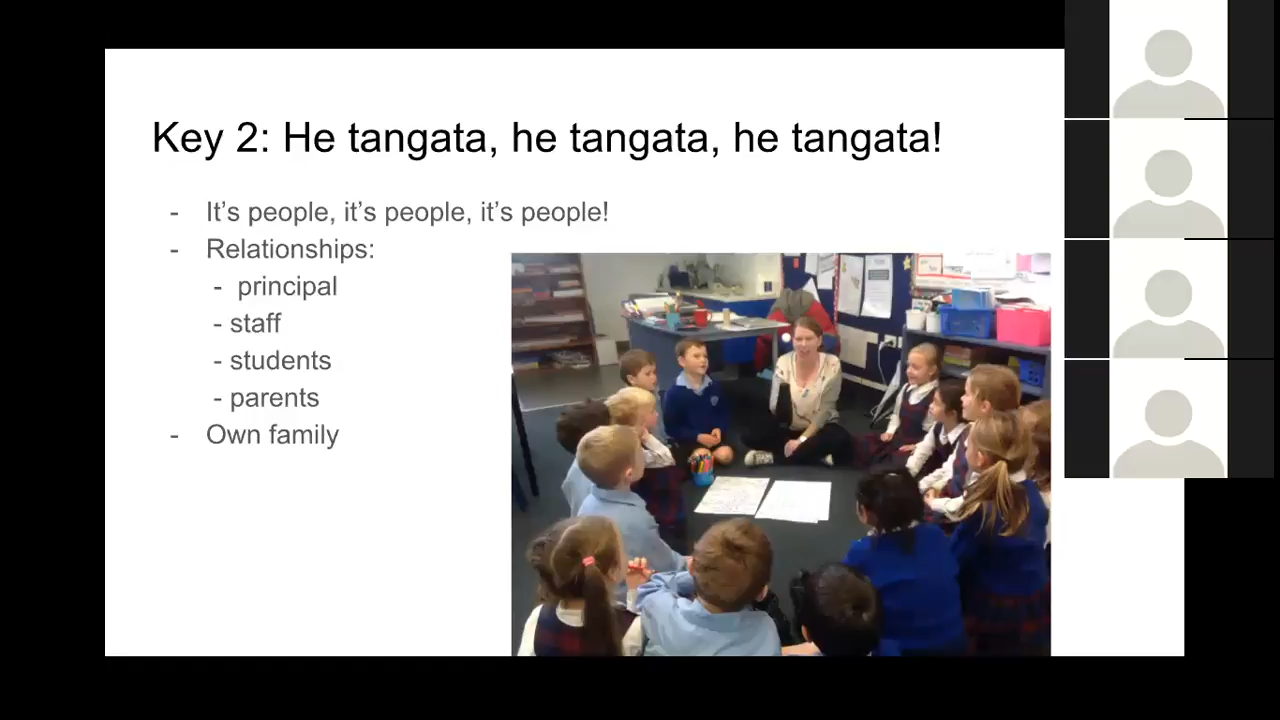 Key 2: He tangata, he tangata, he tangata!
- It's people, it's people, it's people!
- Relationships:
- principal
- staff
- students
- parents
- Own family